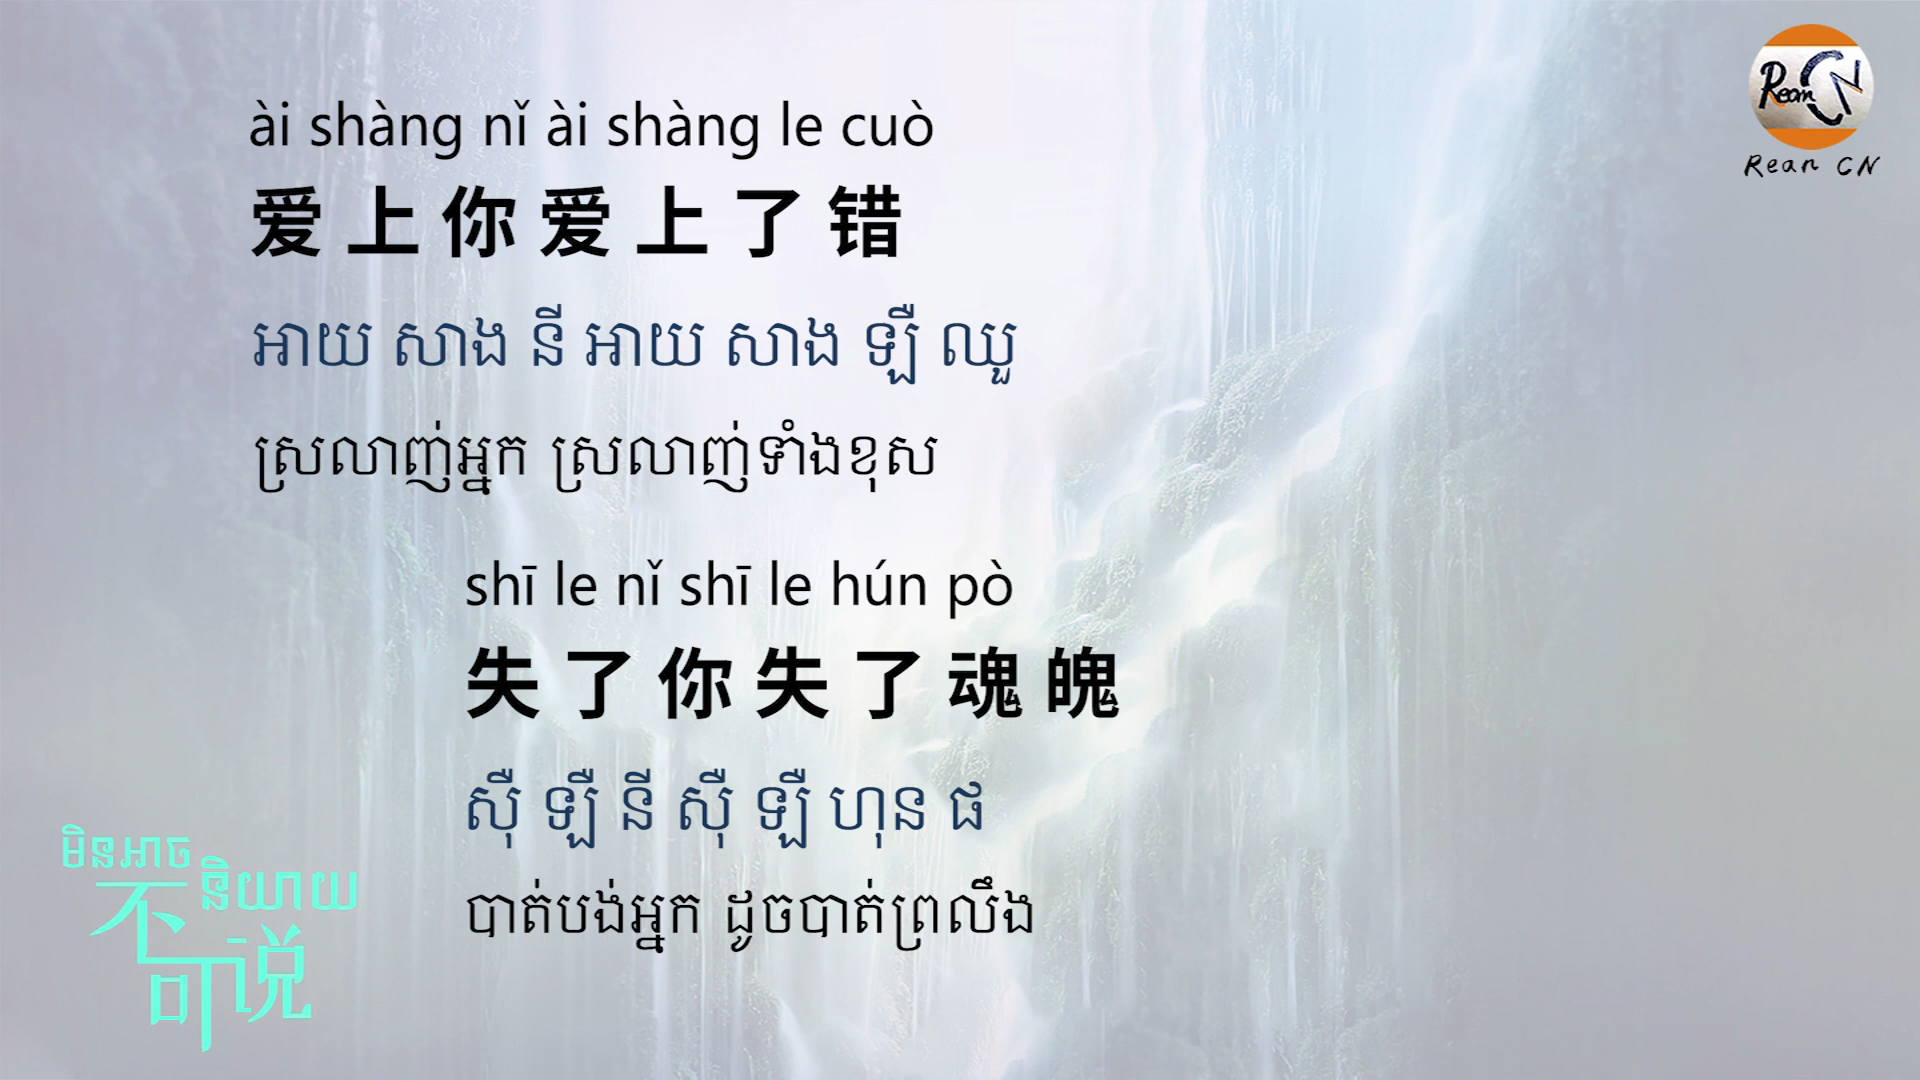 ài shàng nǐ ài shàng le cuò
爱上你爱上了错
អាយ សាង នី អាយ សាង ឡឺ ឈួ
ស្រលាញ់អ្នក ស្រលាញ់ទាំងខុស
shī le nǐ shī le hún pò
失了你失了魂魄
ស៊ឺ ឡឺ នី ស៊ឺ ឡឺ ហុន ផ
បាត់បង់អ្នក ដូចបាត់ព្រលឹង
មិនអាច
និយាយ
不可说
Rean CN
Rean CN